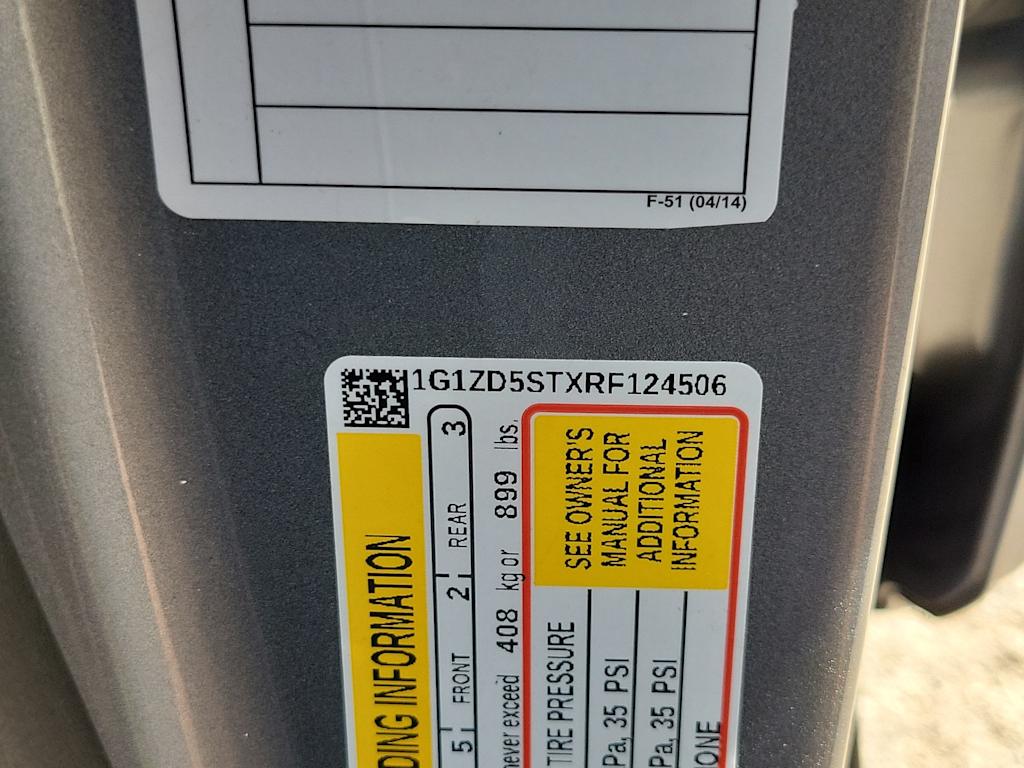 F-51 (04/14)
1G1ZD5STXRF124506
DING INFORMATION
5 FRONT 2 REAR 3
never exceed 408 kg or 899 lbs.
TIRE PRESSURE
SEE OWNER'S
MANUAL FOR
ADDITIONAL
INFORMATION
Pa, 35 PSI
Pa, 35 PSI
ONE